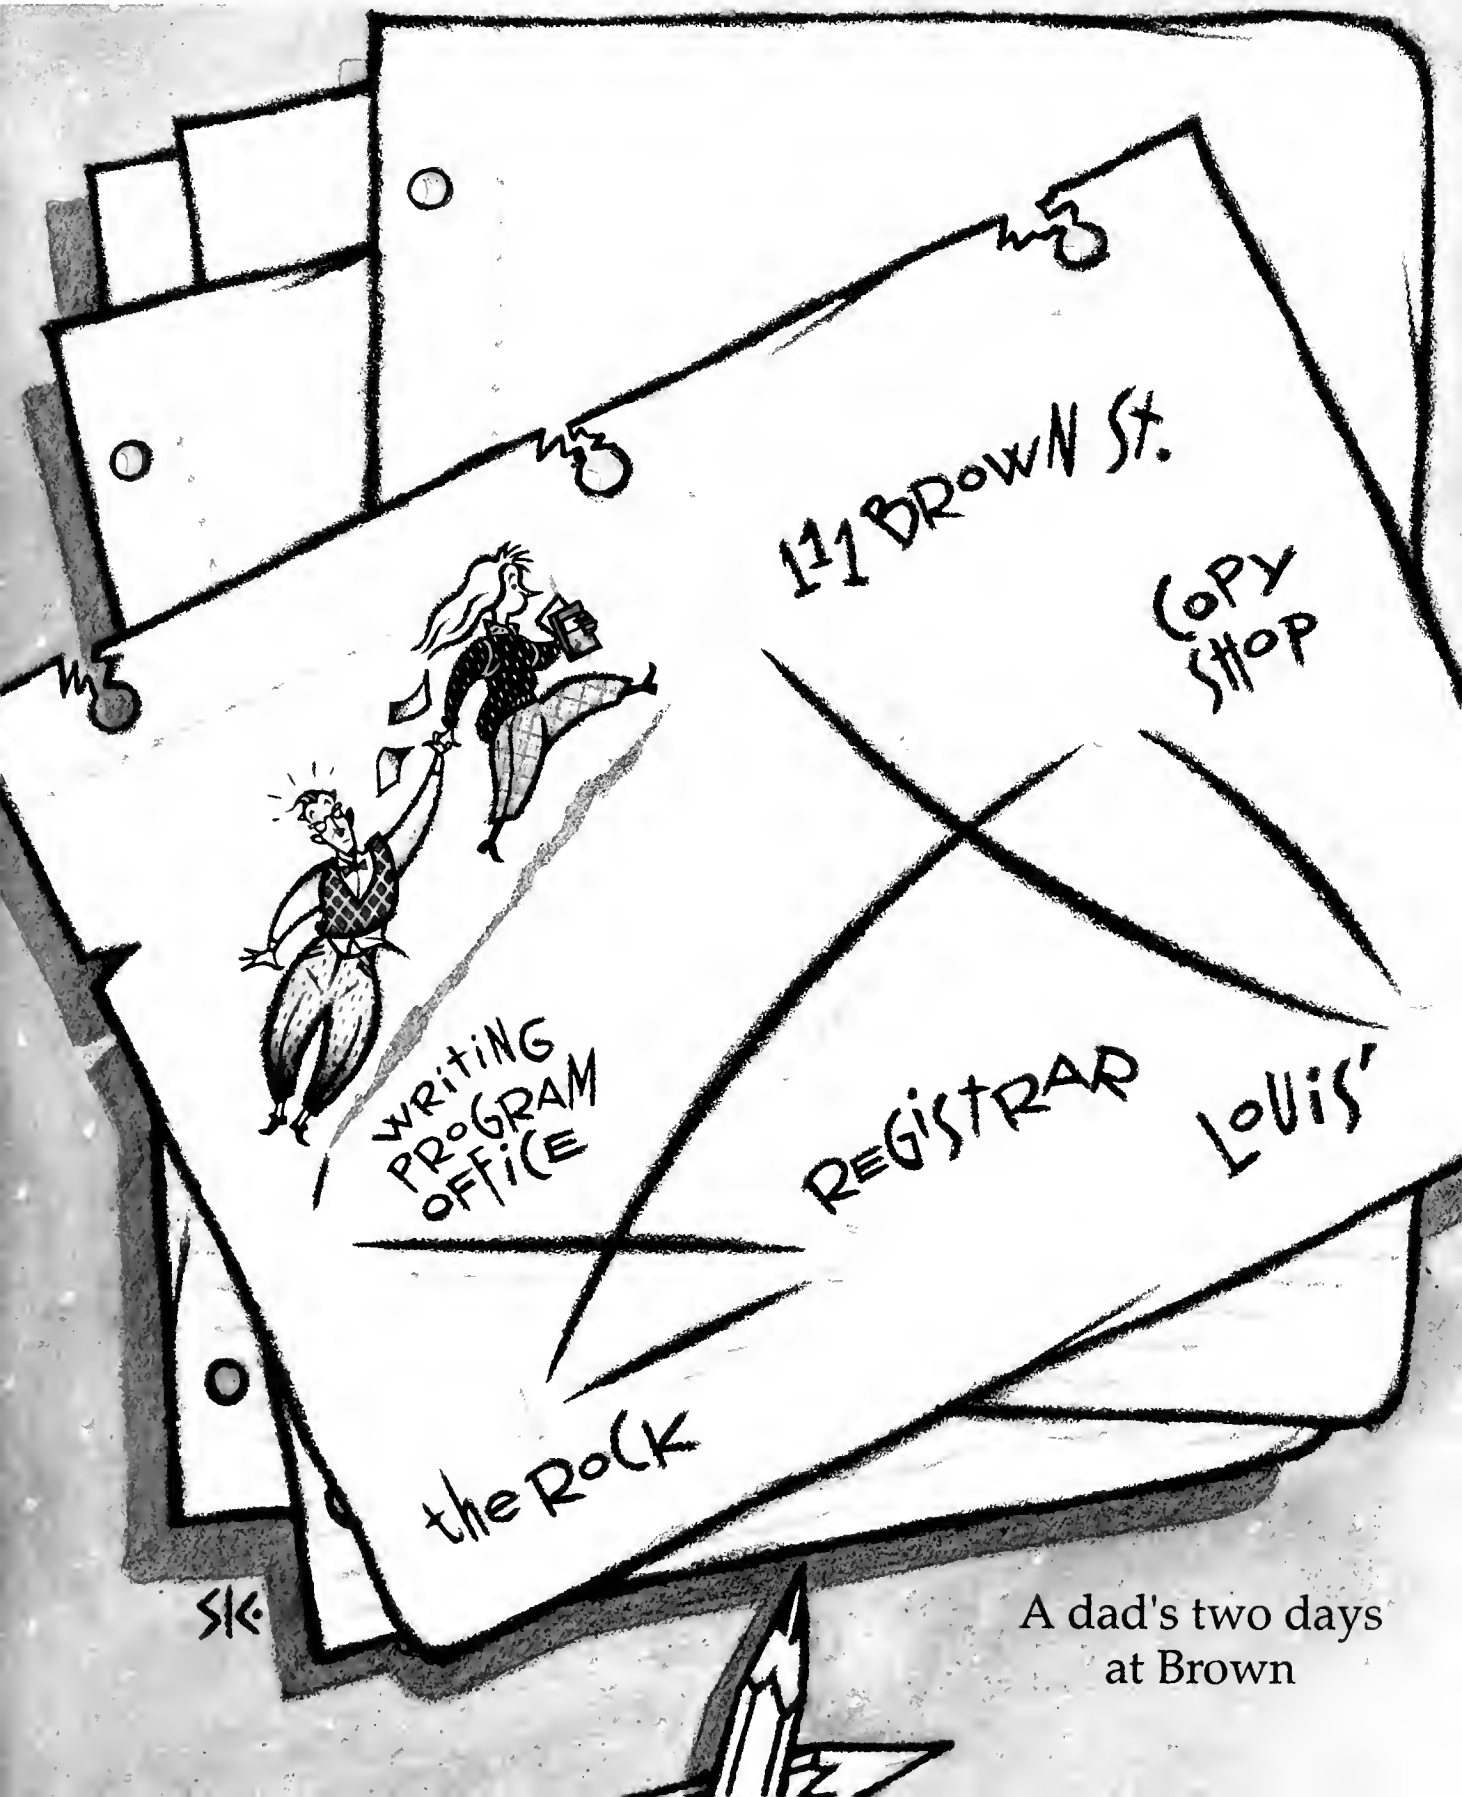 111 BROWN St.
COPY
SHOP
WRiTiNG
PROGRAM
OFFiCE
REGiSTRAR
LOUiS'
the ROCK
SK.
A dad's two days
at Brown